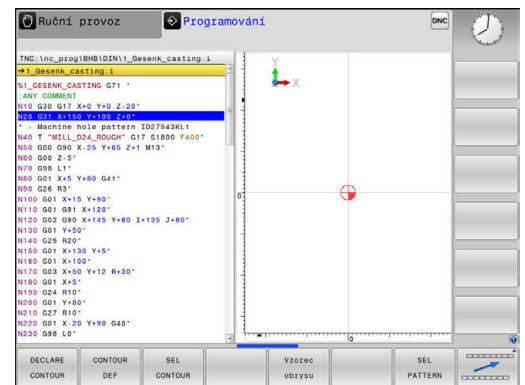 Ruční provoz
Programování
DNC
TNC:\nc_prog\BHB\DIN\1_Gesenk_casting.i
→1_Gesenk_casting.i
%1_GESENK_CASTING G71 *
;ANY COMMENT
N10 G30 G17 X+0 Y+0 Z-20*
N20 G31 X+150 Y+100 Z+0*
* - Machine hole pattern ID27943KL1
N40 T "MILL_D24_ROUGH" G17 S1800 F400*
N50 G00 G90 X-25 Y+65 Z+1 M13*
N60 G00 Z-5*
N70 G98 L1*
N80 G01 X+5 Y+80 G41*
N90 G26 R3*
N100 G01 X+15 Y+90*
N110 G01 G91 X+120*
N120 G02 G90 X+145 Y+80 I+135 J+80*
N130 G01 Y+50*
N140 G25 R20*
N150 G01 X+130 Y+5*
N160 G01 X+100*
N170 G03 X+50 Y+12 R+30*
N180 G01 X+5*
N190 G24 R10*
N200 G01 Y+80*
N210 G27 R10*
N220 G01 X-20 Y+90 G40*
N230 G98 L0*
Y
X
0
0
DECLARE CONTOUR
CONTOUR DEF
SEL CONTOUR
Vzorec obrysu
SEL PATTERN